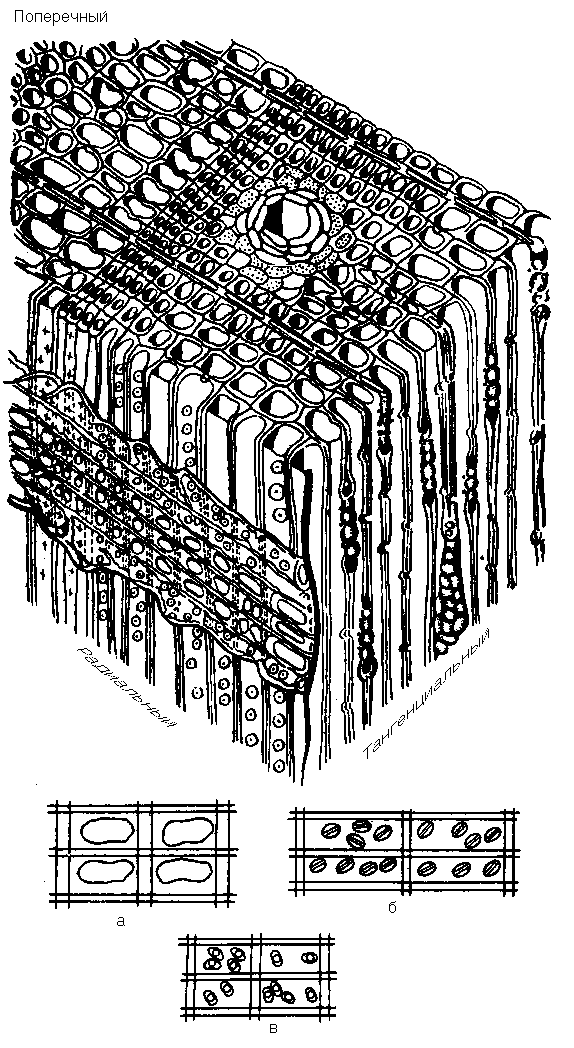 Поперечный
радиальный
Тангенциальный
а
б
в